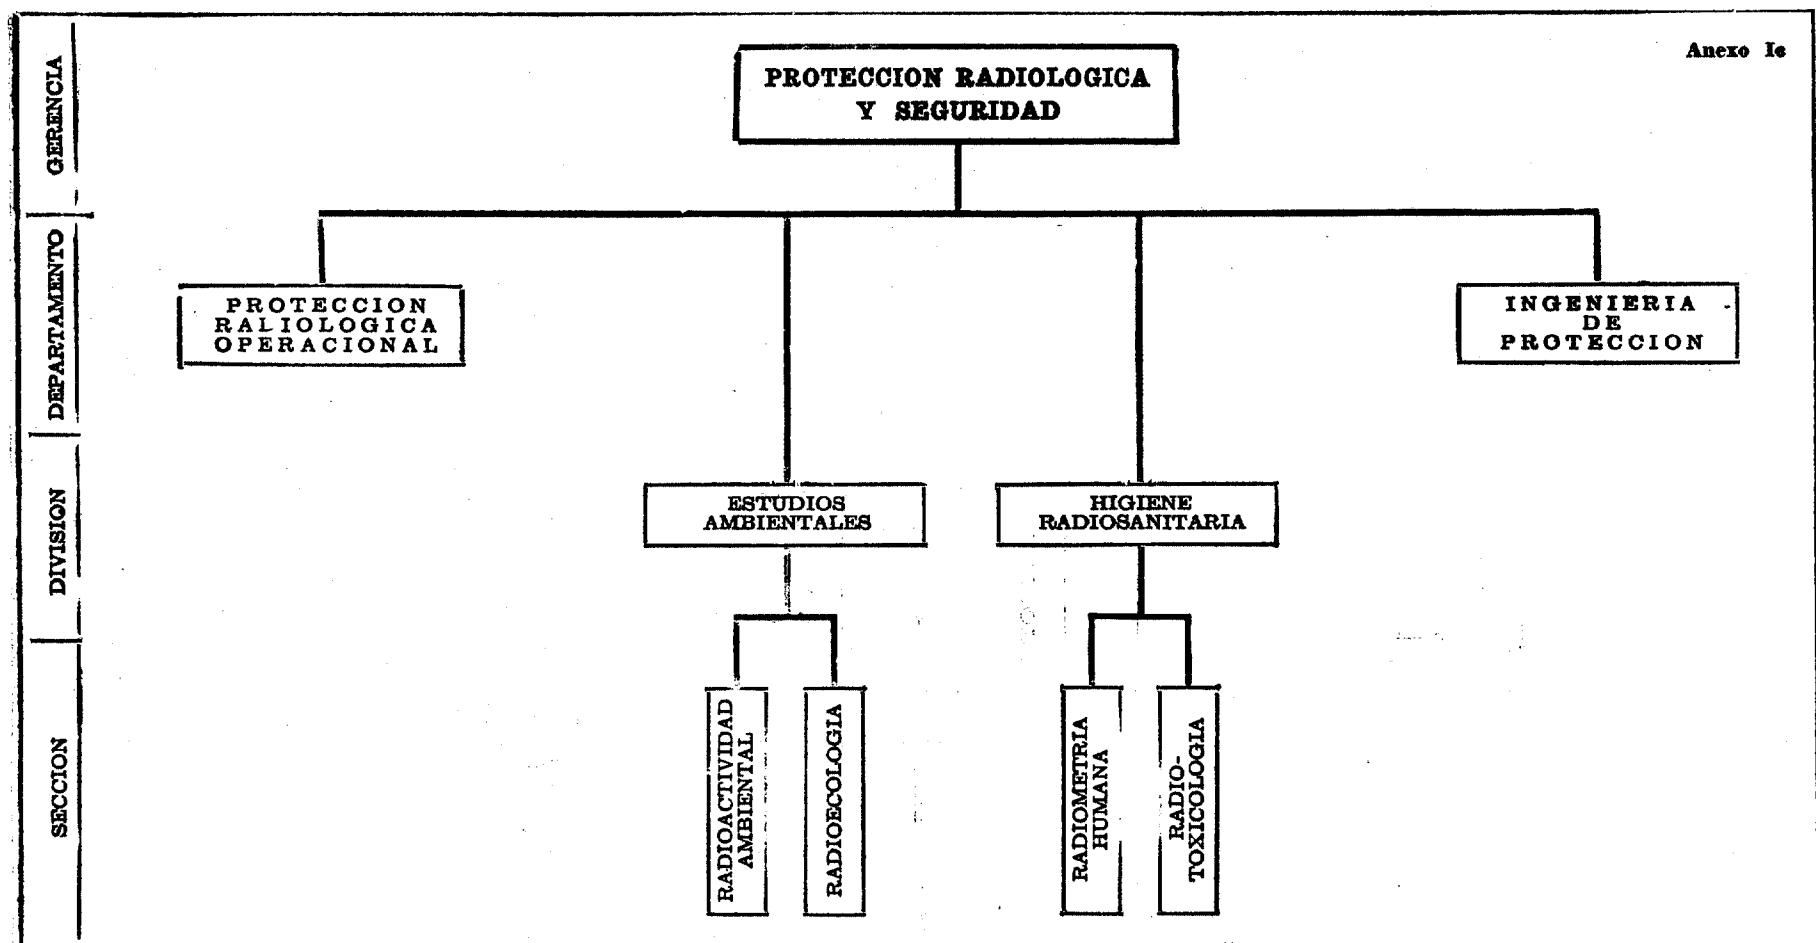 Anexo Ic
GERENCIA
PROTECCION RADIOLOGICA
Y SEGURIDAD
DEPARTAMENTO
PROTECCION
RALIOLOGICA
OPERACIONAL
INGENIERIA
DE
PROTECCION
DIVISION
ESTUDIOS
AMBIENTALES
HIGIENE
RADIOSANITARIA
SECCION
RADIOACTIVIDAD
AMBIENTAL
RADIOECOLOGIA
RADIOMETRIA
HUMANA
RADIO-
TOXICOLOGIA